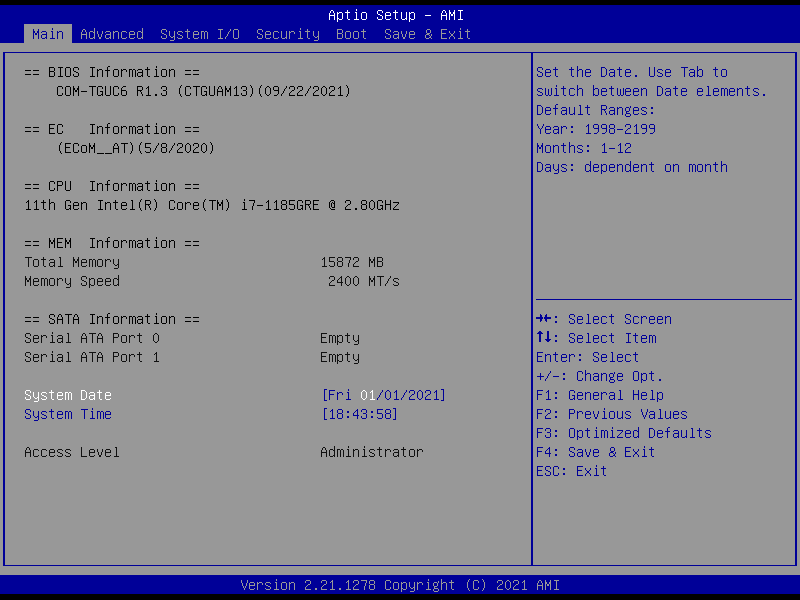 Aptio Setup - AMI
Main Advanced System I/O Security Boot Save & Exit
== BIOS Information ==
COM-TGUC6 R1.3 (CTGUAM13)(09/22/2021)
== EC Information ==
(ECoM__AT)(5/8/2020)
== CPU Information ==
11th Gen Intel(R) Core(TM) i7-1185GRE @ 2.80GHz
== MEM Information ==
Total Memory 15872 MB
Memory Speed 2400 MT/s
== SATA Information ==
Serial ATA Port 0 Empty
Serial ATA Port 1 Empty
System Date [Fri 01/01/2021]
System Time [18:43:58]
Access Level Administrator
Set the Date. Use Tab to
switch between Date elements.
Default Ranges:
Year: 1998-2199
Months: 1-12
Days: dependent on month
→←: Select Screen
↑↓: Select Item
Enter: Select
+/-: Change Opt.
F1: General Help
F2: Previous Values
F3: Optimized Defaults
F4: Save & Exit
ESC: Exit
Version 2.21.1278 Copyright (C) 2021 AMI